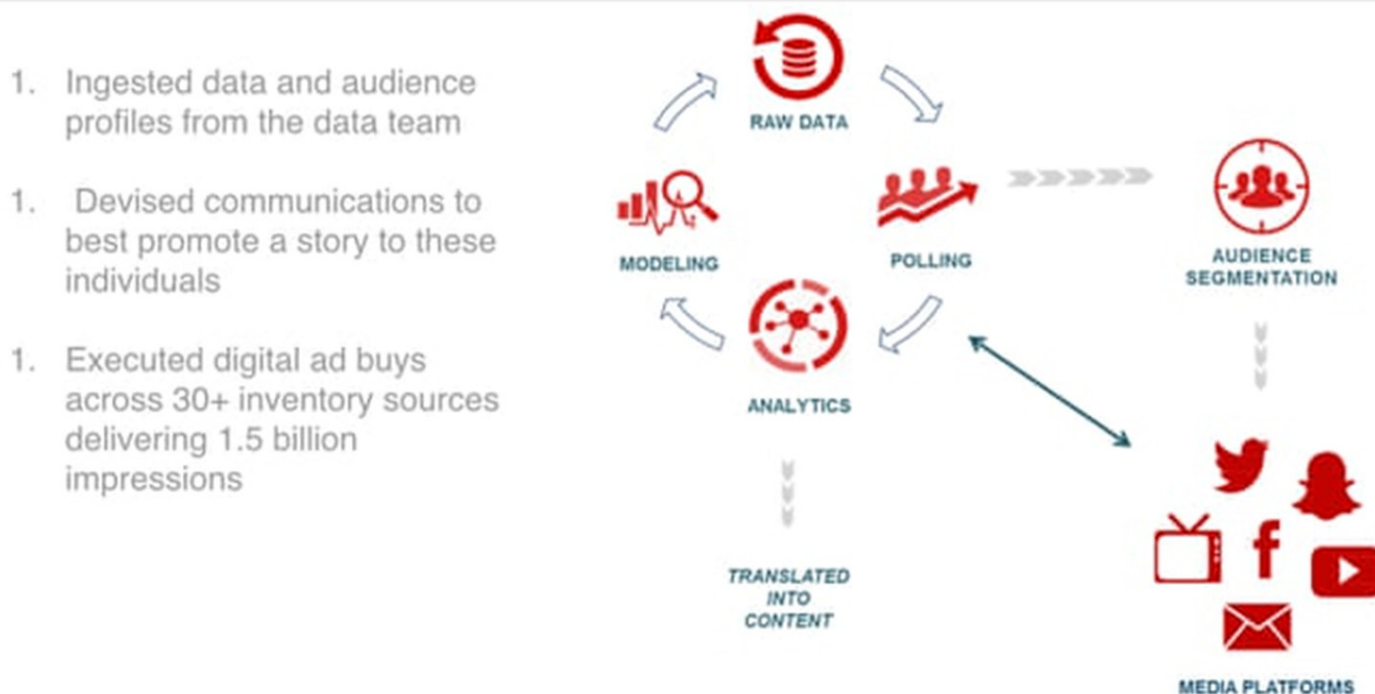 1. Ingested data and audience
profiles from the data team
1. Devised communications to
best promote a story to these
individuals
1. Executed digital ad buys
across 30+ inventory sources
delivering 1.5 billion
impressions
RAW DATA
MODELING
POLLING
ANALYTICS
TRANSLATED
INTO
CONTENT
AUDIENCE
SEGMENTATION
MEDIA PLATFORMS